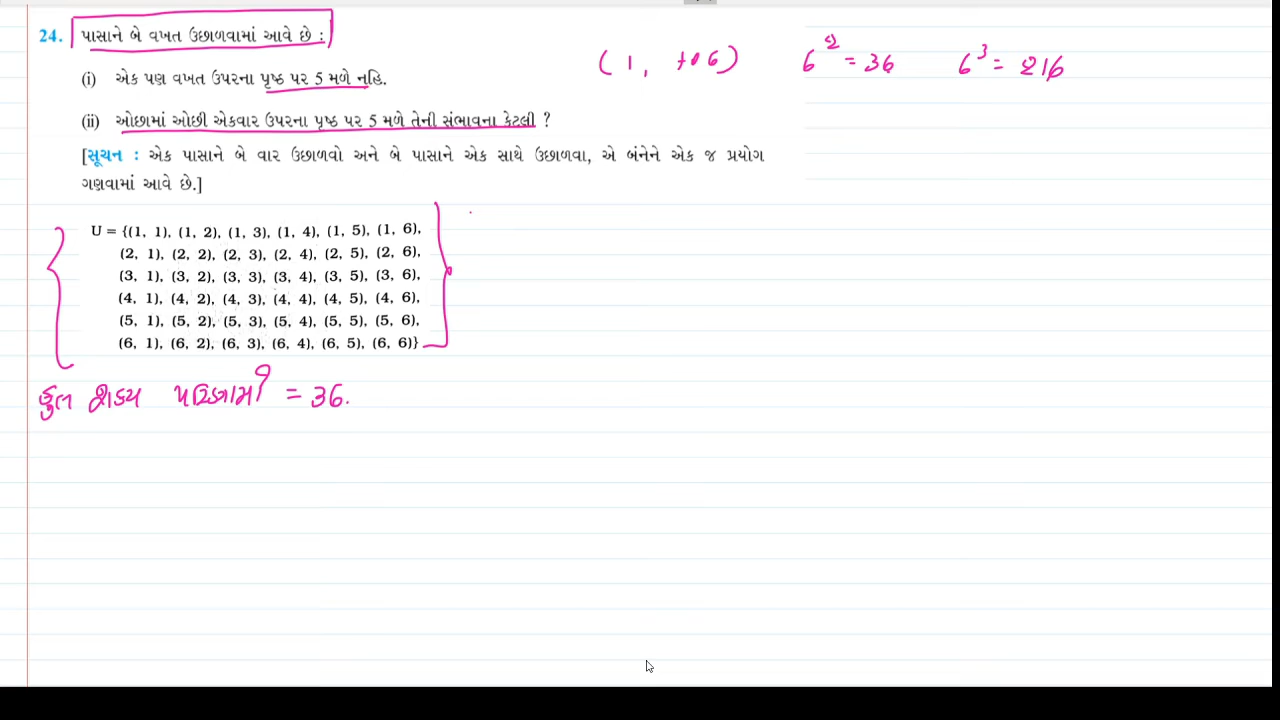 24. પાસાને બે વખત ઉછાળવામાં આવે છે :
(1, to 6) 6² = 36 6³ = 216
(i) એક પણ વખત ઉપરના પૃષ્ઠ પર 5 મળે નહિ.
(ii) ઓછામાં ઓછી એકવાર ઉપરના પૃષ્ઠ પર 5 મળે તેની સંભાવના કેટલી ?
[સૂચન : એક પાસાને બે વાર ઉછાળવો અને બે પાસાને એક સાથે ઉછાળવા, એ બંનેને એક જ પ્રયોગ
ગણવામાં આવે છે.]
U = {(1, 1), (1, 2), (1, 3), (1, 4), (1, 5), (1, 6),
(2, 1), (2, 2), (2, 3), (2, 4), (2, 5), (2, 6),
(3, 1), (3, 2), (3, 3), (3, 4), (3, 5), (3, 6),
(4, 1), (4, 2), (4, 3), (4, 4), (4, 5), (4, 6),
(5, 1), (5, 2), (5, 3), (5, 4), (5, 5), (5, 6),
(6, 1), (6, 2), (6, 3), (6, 4), (6, 5), (6, 6)}
કુલ શક્ય પરિણામો = 36.